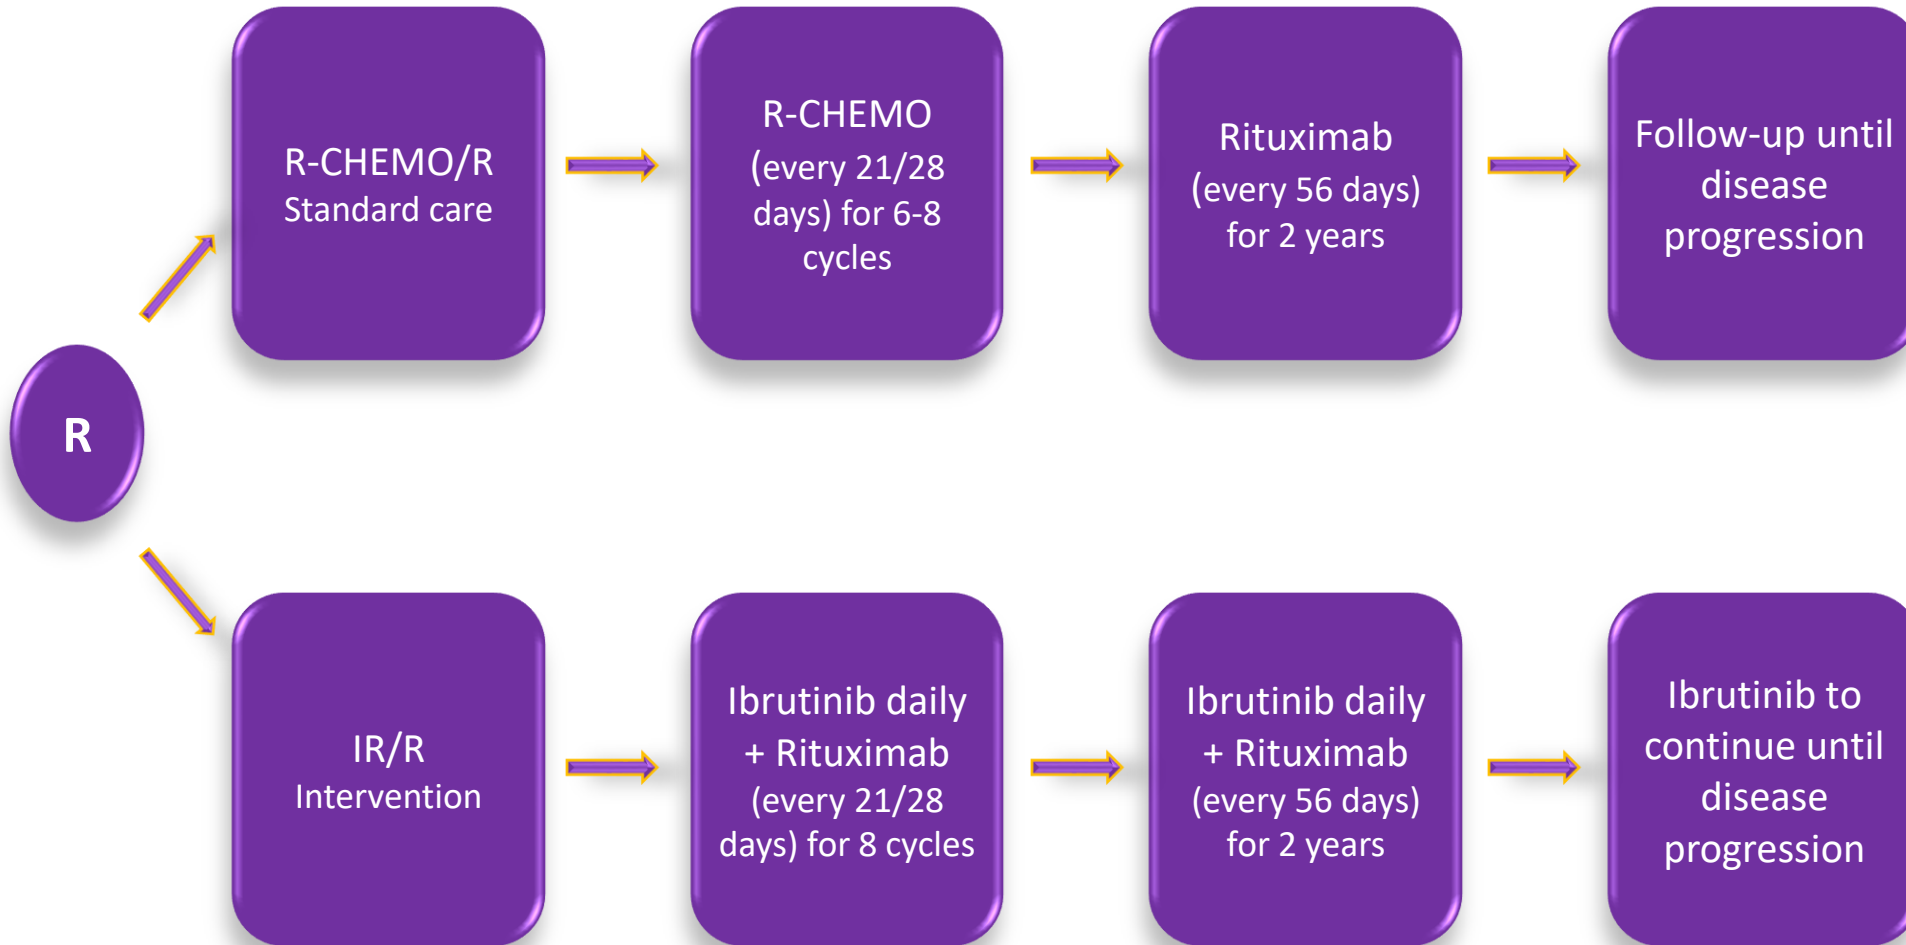 R-CHEMO/R
Standard care
R-CHEMO
(every 21/28
days) for 6-8
cycles
Rituximab
(every 56 days)
for 2 years
Follow-up until
disease
progression
R
IR/R
Intervention
Ibrutinib daily
+ Rituximab
(every 21/28
days) for 8 cycles
Ibrutinib daily
+ Rituximab
(every 56 days)
for 2 years
Ibrutinib to
continue until
disease
progression